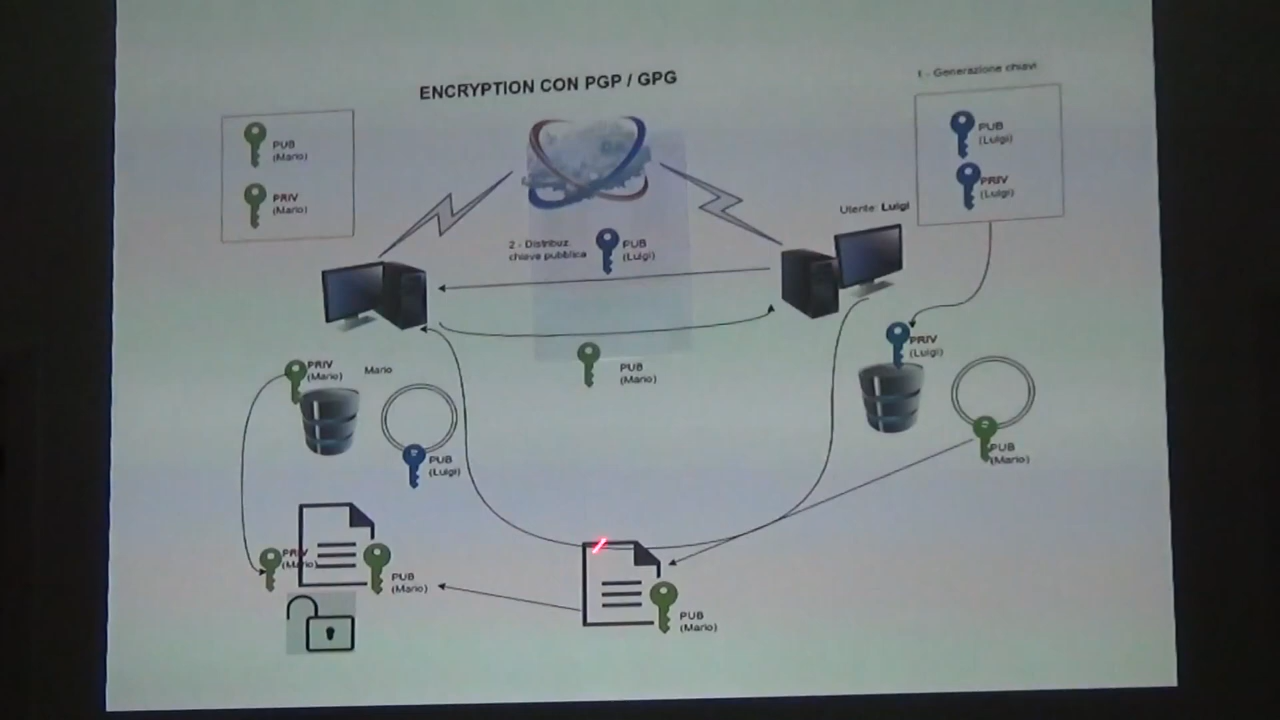 ENCRYPTION CON PGP / GPG
1 - Generazione chiavi
PUB
(Mario)
PRIV
(Mario)
PUB
(Luigi)
PRIV
(Luigi)
Utente: Luigi
2 - Distribuz.
chiave pubblica
PUB
(Luigi)
PRIV
(Luigi)
PRIV
(Mario)
Mario
PUB
(Mario)
PUB
(Luigi)
PUB
(Mario)
PRIV
(Mario)
PUB
(Mario)
PUB
(Mario)